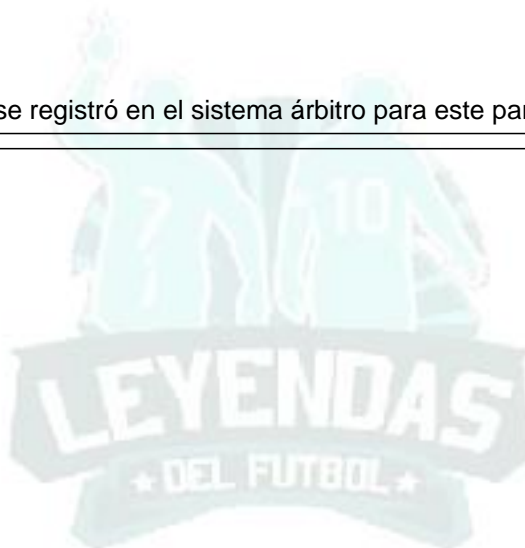 se registró en el sistema árbitro para este par
7
10
LEYENDAS
★ DEL FUTBOL ★